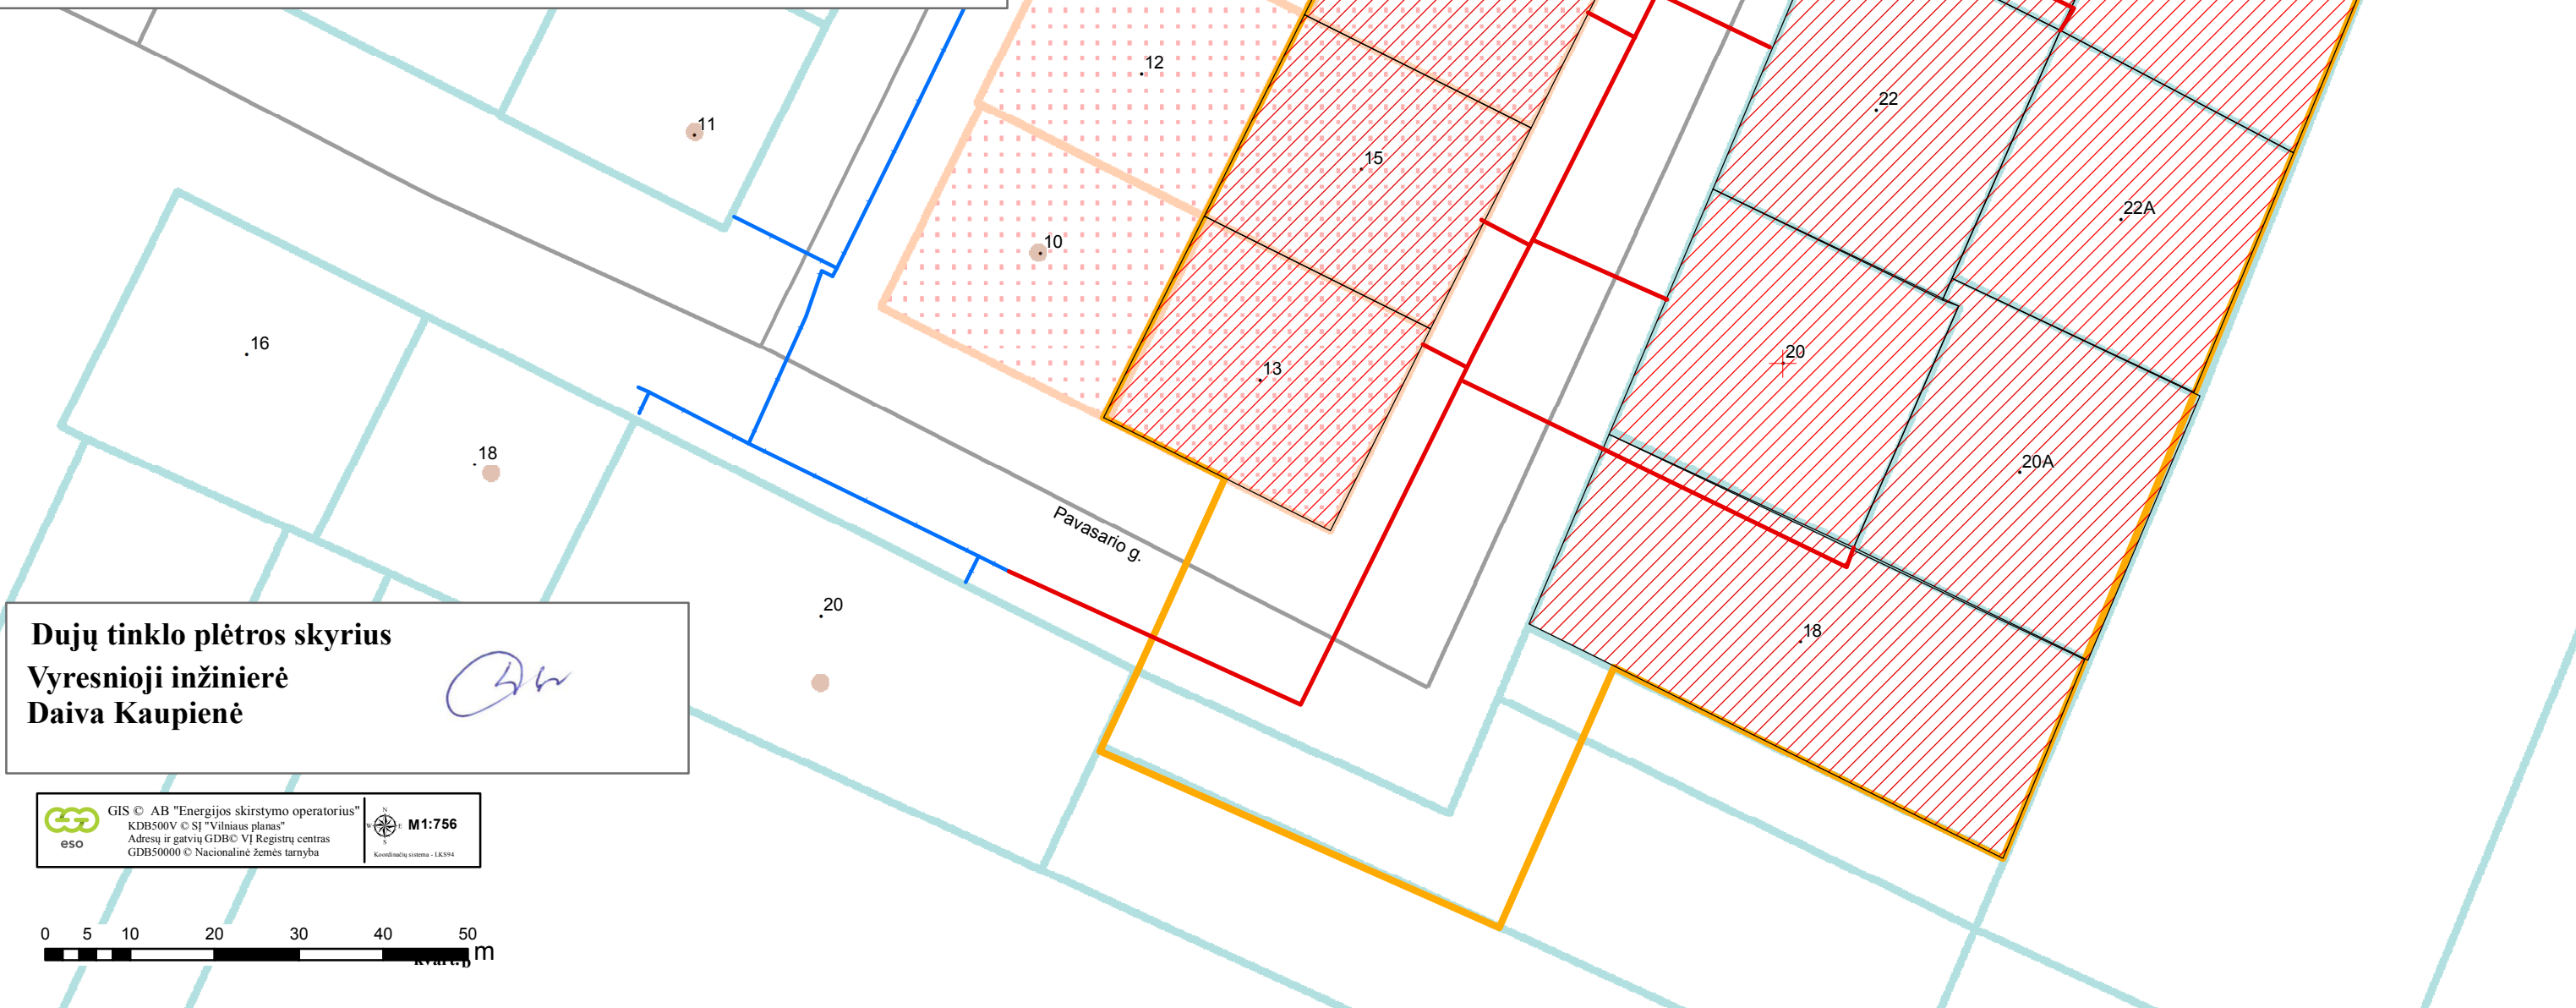 12
11
22
15
22A
10
16
20
13
18
20A
Pavasario g.
20
18
Dujų tinklo plėtros skyrius
Vyresnioji inžinierė
Daiva Kaupienė
GIS © AB "Energijos skirstymo operatorius"
KDB500V © SĮ "Vilniaus planas"
Adresų ir gatvių GDB© VĮ Registrų centras
GDB50000 © Nacionalinė žemės tarnyba
eso
N
W E
S
M1:756
Koordinačių sistema - LKS94
0 5 10 20 30 40 50 m